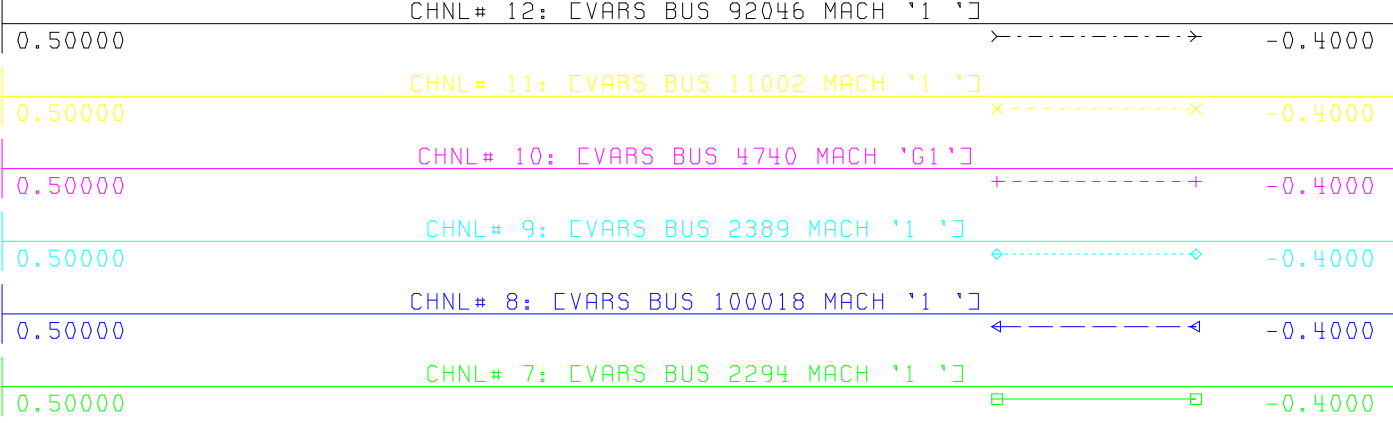 CHNL# 12: [VARS BUS 92046 MACH '1 ']
0.50000 -0.4000
CHNL# 11: [VARS BUS 11002 MACH '1 ']
0.50000 -0.4000
CHNL# 10: [VARS BUS 4740 MACH 'G1']
0.50000 -0.4000
CHNL# 9: [VARS BUS 2389 MACH '1 ']
0.50000 -0.4000
CHNL# 8: [VARS BUS 100018 MACH '1 ']
0.50000 -0.4000
CHNL# 7: [VARS BUS 2294 MACH '1 ']
0.50000 -0.4000